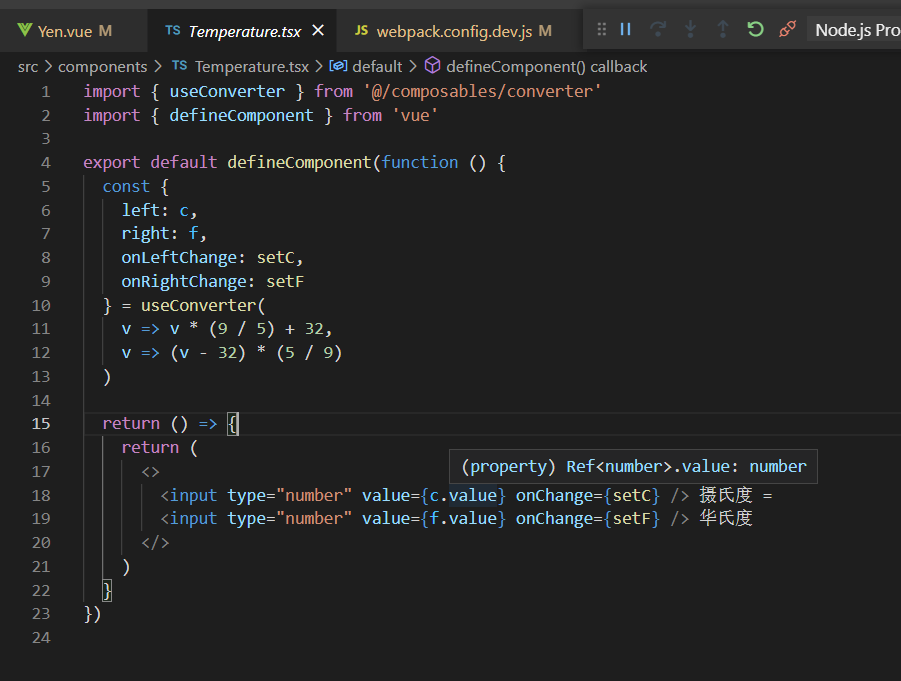 Yen.vue M
TS Temperature.tsx
JS webpack.config.dev.js M
Node.js Pro
src > components > TS Temperature.tsx > default > defineComponent() callback
1 import { useConverter } from '@/composables/converter'
2 import { defineComponent } from 'vue'
3
4 export default defineComponent(function () {
5 const {
6 left: c,
7 right: f,
8 onLeftChange: setC,
9 onRightChange: setF
10 } = useConverter(
11 v => v * (9 / 5) + 32,
12 v => (v - 32) * (5 / 9)
13 )
14
15 return () => {
16 return (
(property) Ref<number>.value: number
17 <>
18 <input type="number" value={c.value} onChange={setC} /> 摄氏度 =
19 <input type="number" value={f.value} onChange={setF} /> 华氏度
20 </>
21 )
22 }
23 })
24